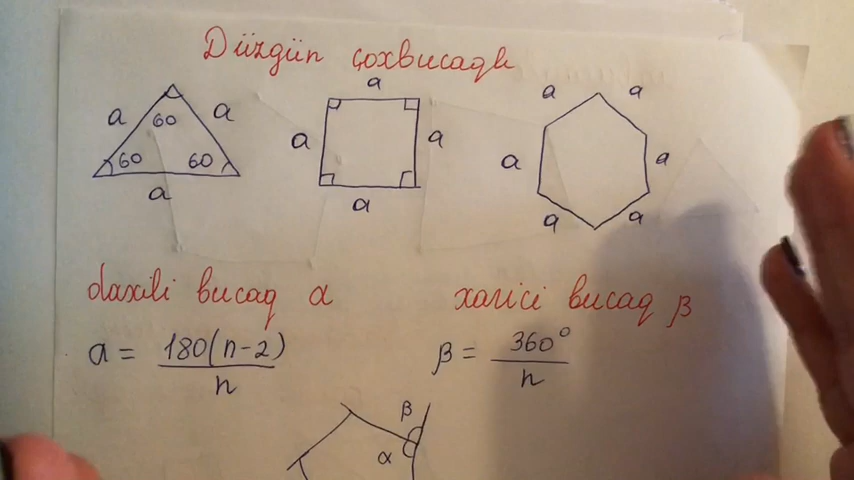 Düzgün çoxbucaqlı
a a a a a
60 a a a a
60 60 a
a a a a
daxili bucaq α xarici bucaq β
α = 180(n-2)/n β = 360°/n
β
α